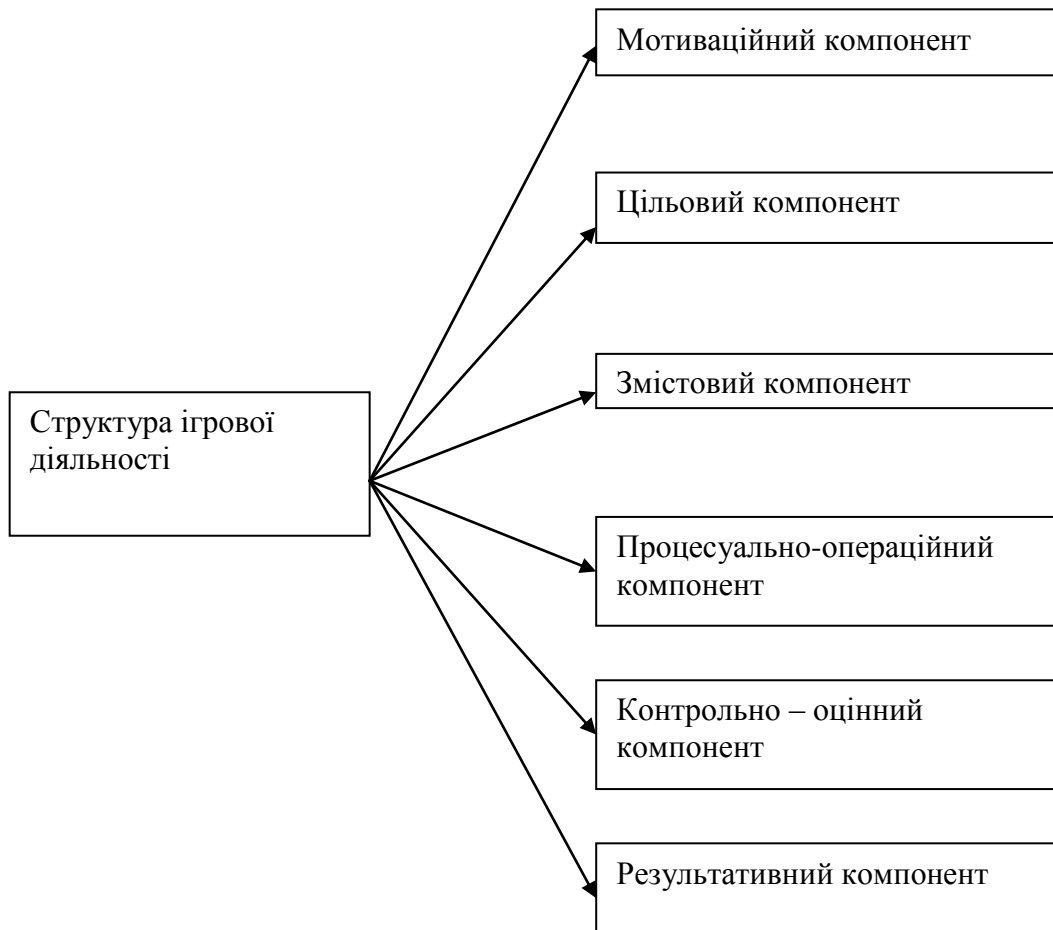 Мотиваційний компонент
Цільовий компонент
Змістовий компонент
Структура ігрової
діяльності
Процесуально-операційний
компонент
Контрольно – оцінний
компонент
Результативний компонент